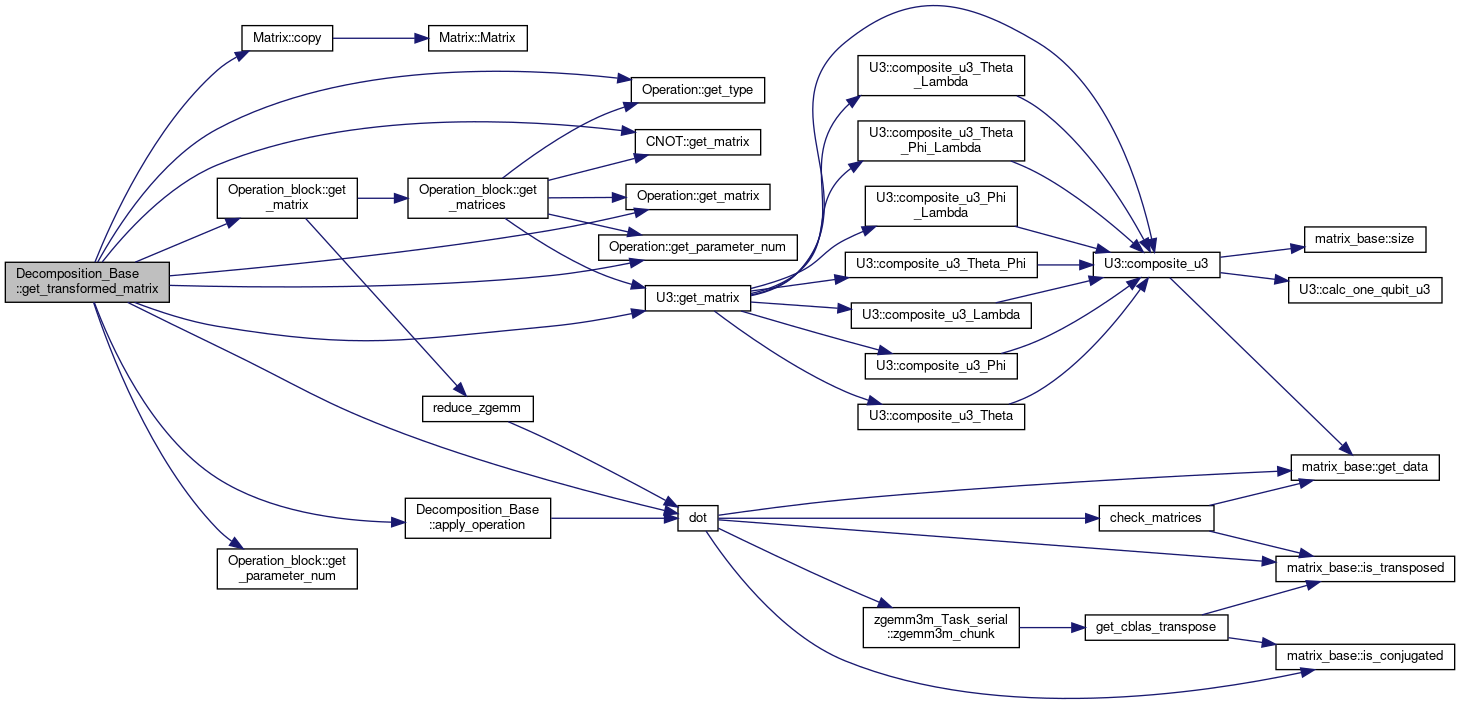 Decomposition_Base
::get_transformed_matrix
Matrix::copy
Matrix::Matrix
Operation::get_type
CNOT::get_matrix
Operation_block::get
_matrix
Operation_block::get
_matrices
Operation::get_matrix
Operation::get_parameter_num
U3::get_matrix
reduce_zgemm
Decomposition_Base
::apply_operation
Operation_block::get
_parameter_num
dot
U3::composite_u3_Theta
_Lambda
U3::composite_u3_Theta
_Phi_Lambda
U3::composite_u3_Phi
_Lambda
U3::composite_u3_Theta_Phi
U3::composite_u3_Lambda
U3::composite_u3_Phi
U3::composite_u3_Theta
U3::composite_u3
matrix_base::size
U3::calc_one_qubit_u3
matrix_base::get_data
check_matrices
matrix_base::is_transposed
zgemm3m_Task_serial
::zgemm3m_chunk
get_cblas_transpose
matrix_base::is_conjugated